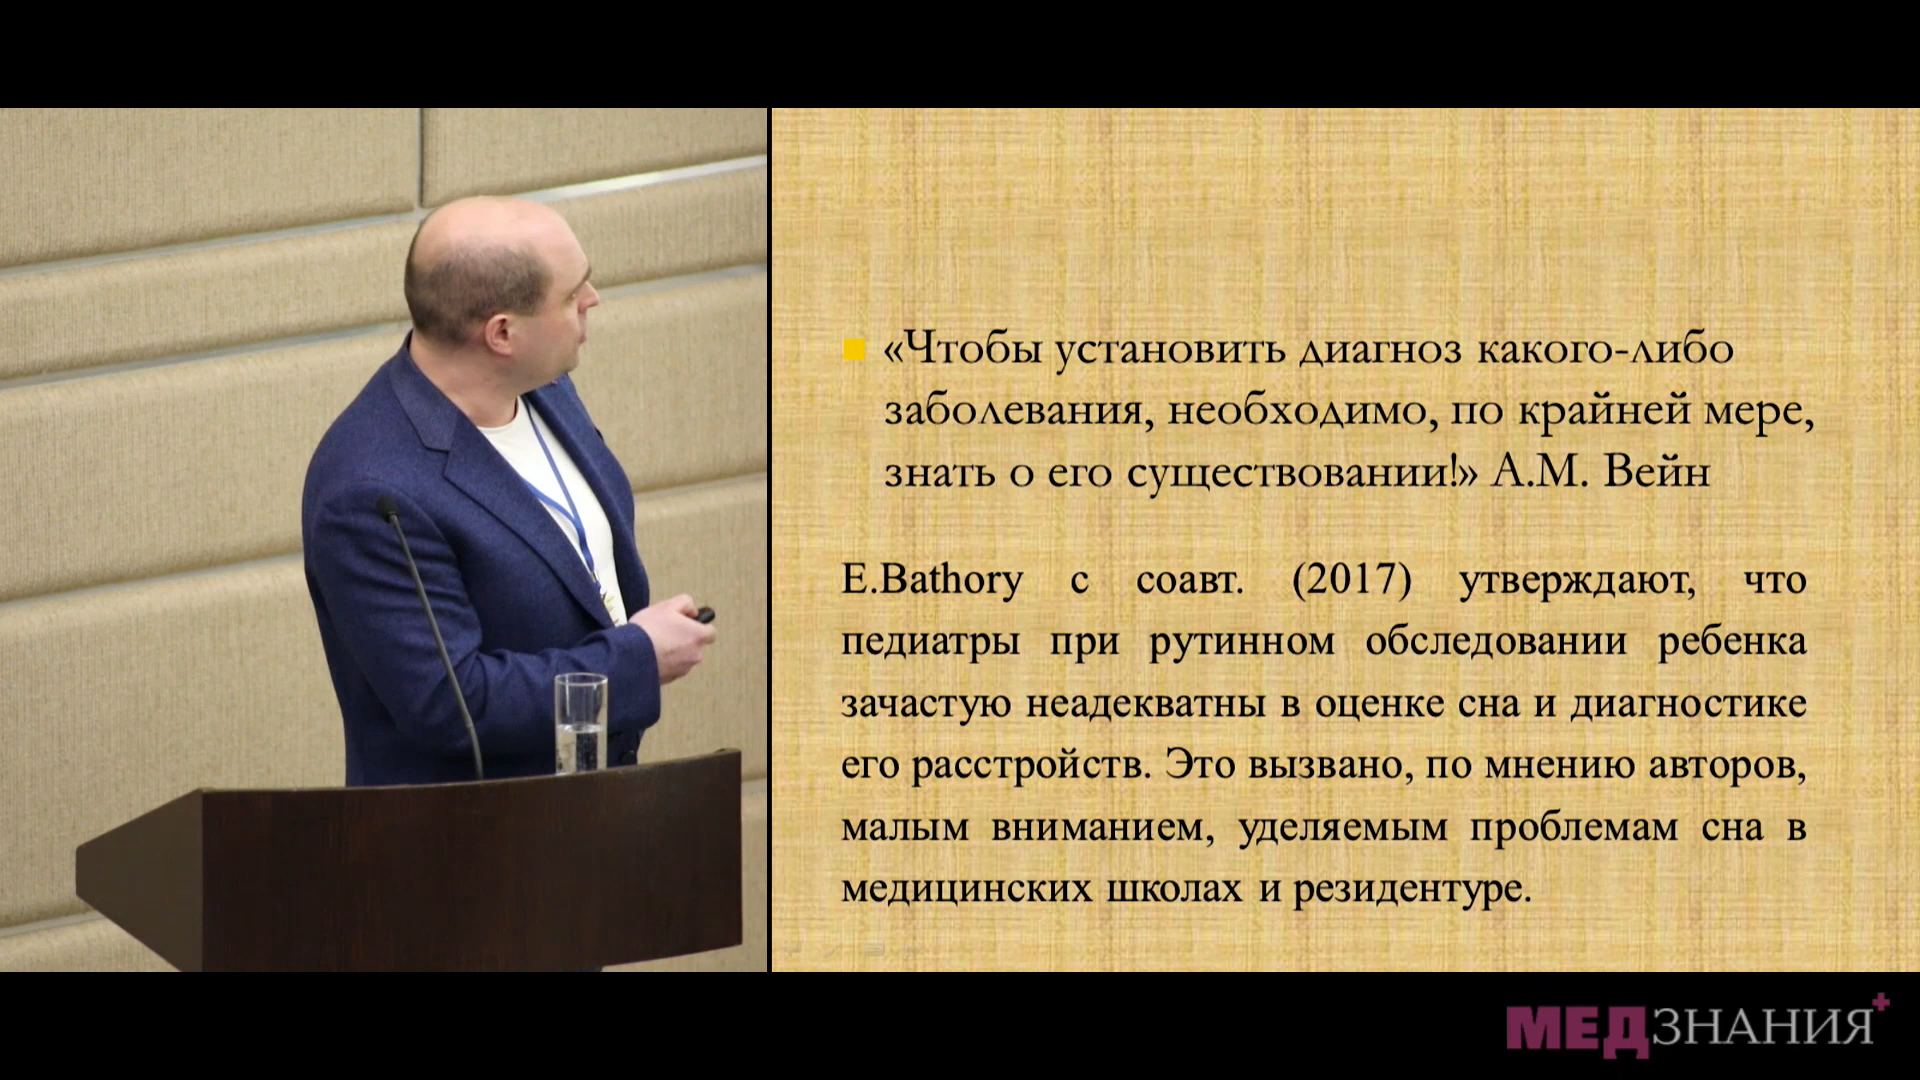 «Чтобы установить диагноз какого-либо
заболевания, необходимо, по крайней мере,
знать о его существовании!» А.М. Вейн
E.Bathory с соавт. (2017) утверждают, что
педиатры при рутинном обследовании ребенка
зачастую неадекватны в оценке сна и диагностике
его расстройств. Это вызвано, по мнению авторов,
малым вниманием, уделяемым проблемам сна в
медицинских школах и резидентуре.
МЕДЗНАНИЯ+